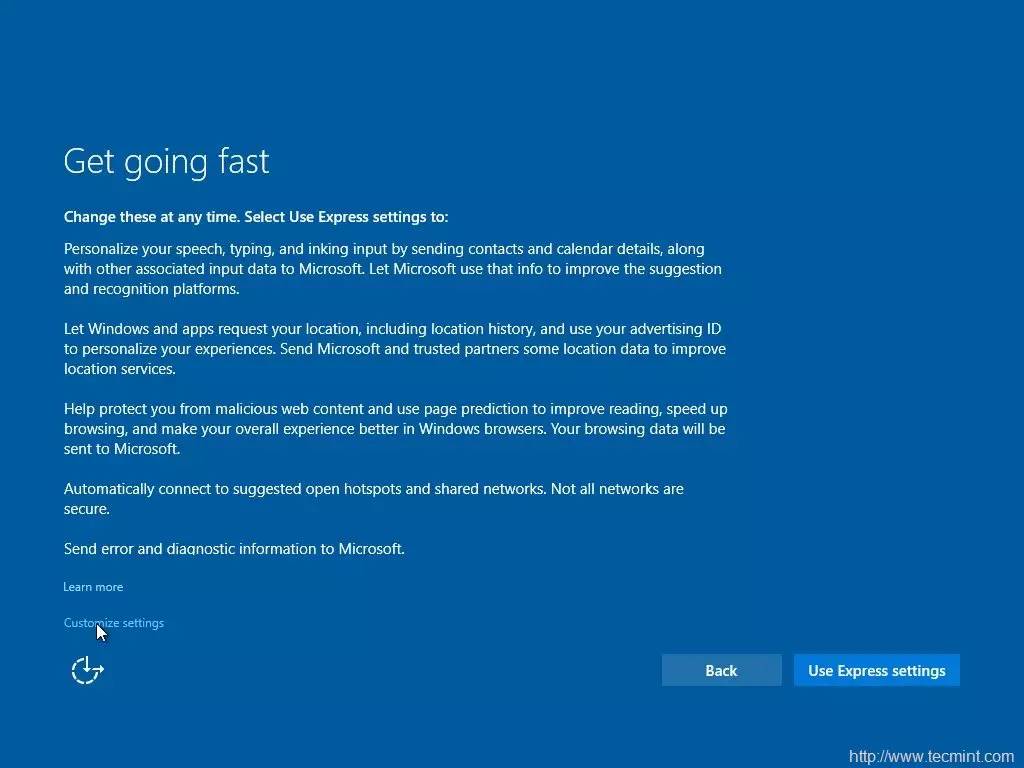 Get going fast
Change these at any time. Select Use Express settings to:
Personalize your speech, typing, and inking input by sending contacts and calendar details, along
with other associated input data to Microsoft. Let Microsoft use that info to improve the suggestion
and recognition platforms.
Let Windows and apps request your location, including location history, and use your advertising ID
to personalize your experiences. Send Microsoft and trusted partners some location data to improve
location services.
Help protect you from malicious web content and use page prediction to improve reading, speed up
browsing, and make your overall experience better in Windows browsers. Your browsing data will be
sent to Microsoft.
Automatically connect to suggested open hotspots and shared networks. Not all networks are
secure.
Send error and diagnostic information to Microsoft.
Learn more
Customize settings
Back
Use Express settings
http://www.tecmint.com